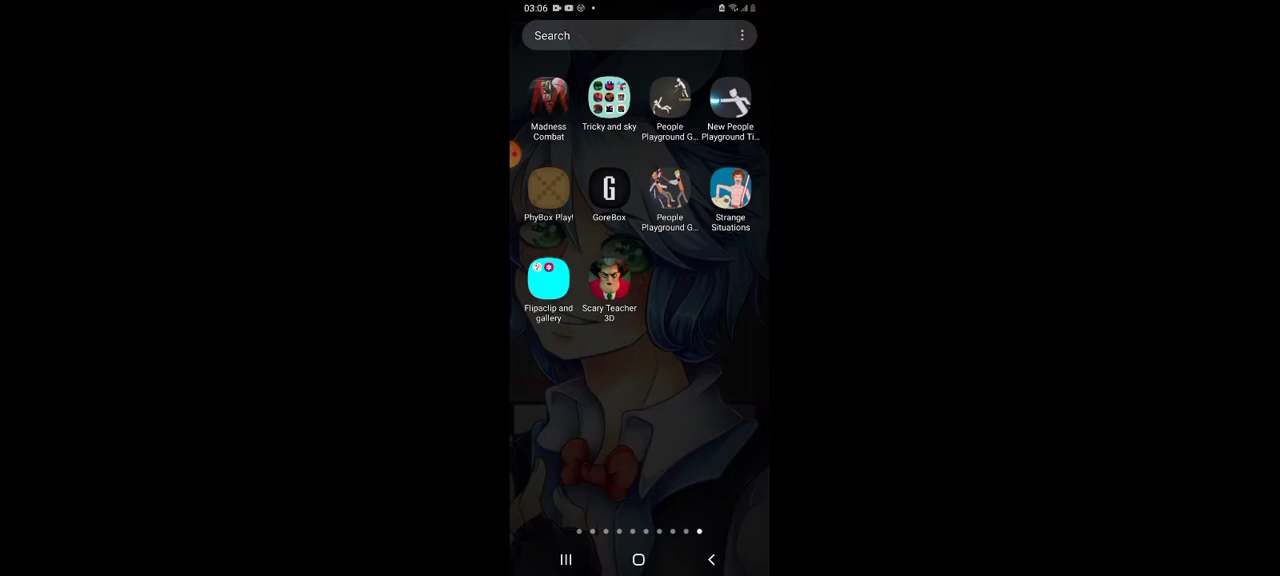 03:06
Search
Madness
Combat
Tricky and sky
People
Playground G...
New People
Playground Ti...
PhyBox Play!
G
GoreBox
People
Playground G...
Strange
Situations
Flipaclip and
gallery
Scary Teacher
3D